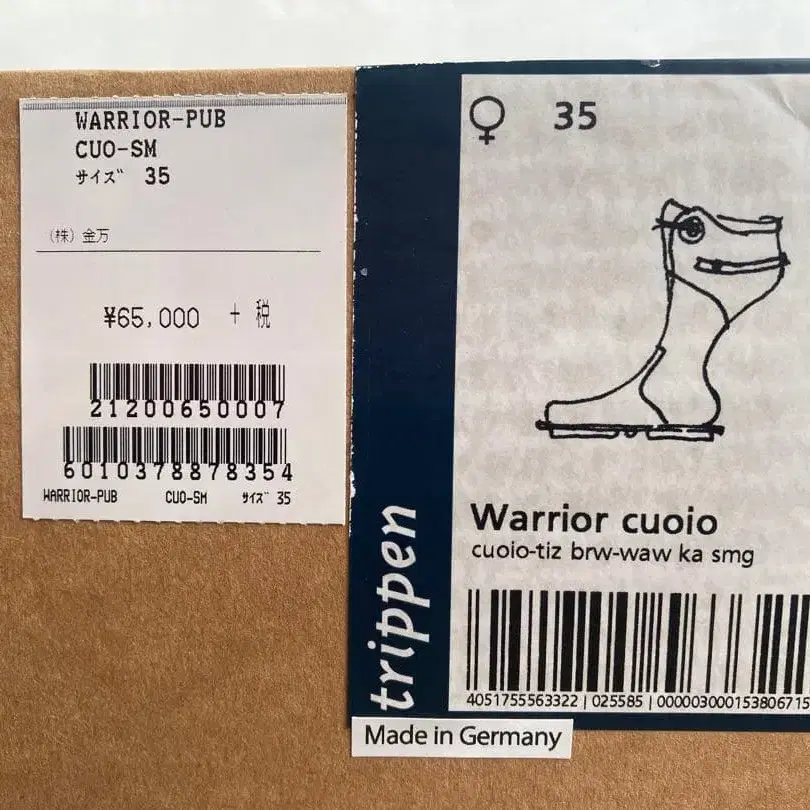 WARRIOR-PUB
CUO-SM
サイズ 35
(株)金万
¥65,000 + 税
21200650007
6010378878354
WARRIOR-PUB CUO-SM サイズ 35
♀ 35
Warrior cuoio
cuoio-tiz brw-waw ka smg
4051755563322 | 025585 | 000003000153806715
trippen
Made in Germany